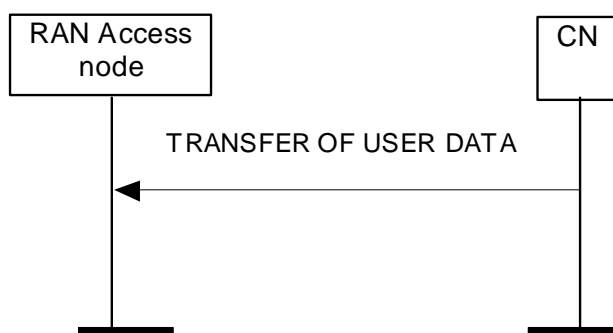 RAN Access
node
CN
TRANSFER OF USER DATA